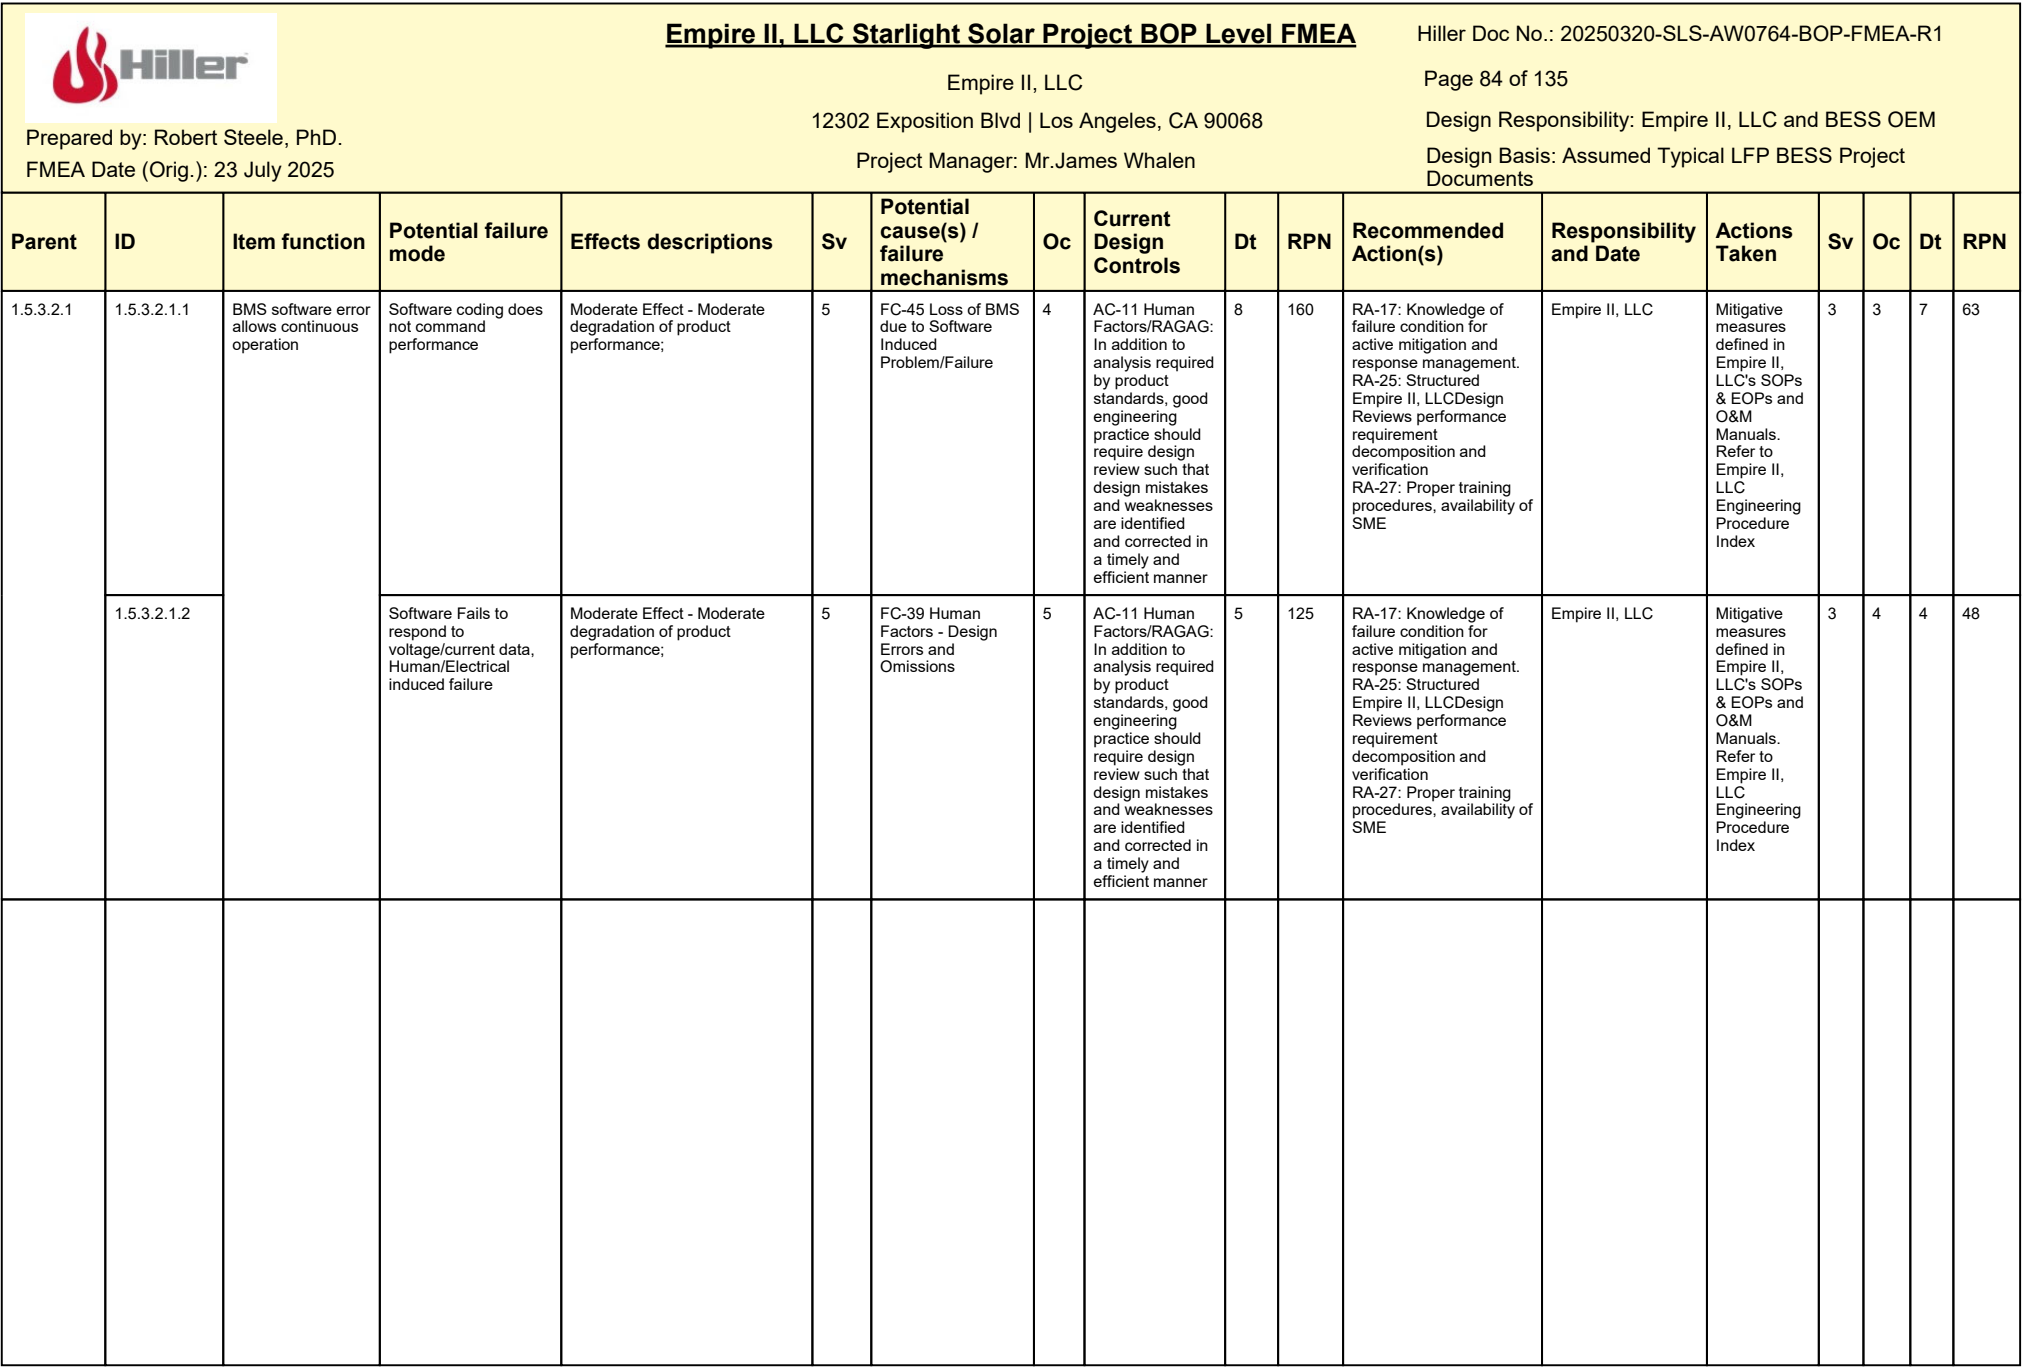 Hiller
Prepared by: Robert Steele, PhD.
FMEA Date (Orig.): 23 July 2025
Empire II, LLC Starlight Solar Project BOP Level FMEA
Empire II, LLC
12302 Exposition Blvd | Los Angeles, CA 90068
Project Manager: Mr.James Whalen
Hiller Doc No.: 20250320-SLS-AW0764-BOP-FMEA-R1
Page 84 of 135
Design Responsibility: Empire II, LLC and BESS OEM
Design Basis: Assumed Typical LFP BESS Project
Documents
Parent
ID
Item function
Potential failure
mode
Effects descriptions
Sv
Potential
cause(s) /
failure
mechanisms
Oc
Current
Design
Controls
Dt
RPN
Recommended
Action(s)
Responsibility
and Date
Actions
Taken
Sv
Oc
Dt
RPN
1.5.3.2.1
1.5.3.2.1.1
BMS software error
allows continuous
operation
Software coding does
not command
performance
Moderate Effect - Moderate
degradation of product
performance;
5
FC-45 Loss of BMS
due to Software
Induced
Problem/Failure
4
AC-11 Human
Factors/RAGAG:
In addition to
analysis required
by product
standards, good
engineering
practice should
require design
review such that
design mistakes
and weaknesses
are identified
and corrected in
a timely and
efficient manner
8
160
RA-17: Knowledge of
failure condition for
active mitigation and
response management.
RA-25: Structured
Empire II, LLCDesign
Reviews performance
requirement
decomposition and
verification
RA-27: Proper training
procedures, availability of
SME
Empire II, LLC
Mitigative
measures
defined in
Empire II,
LLC's SOPs
& EOPs and
O&M
Manuals.
Refer to
Empire II,
LLC
Engineering
Procedure
Index
3
3
7
63
1.5.3.2.1.2
Software Fails to
respond to
voltage/current data,
Human/Electrical
induced failure
Moderate Effect - Moderate
degradation of product
performance;
5
FC-39 Human
Factors - Design
Errors and
Omissions
5
AC-11 Human
Factors/RAGAG:
In addition to
analysis required
by product
standards, good
engineering
practice should
require design
review such that
design mistakes
and weaknesses
are identified
and corrected in
a timely and
efficient manner
5
125
RA-17: Knowledge of
failure condition for
active mitigation and
response management.
RA-25: Structured
Empire II, LLCDesign
Reviews performance
requirement
decomposition and
verification
RA-27: Proper training
procedures, availability of
SME
Empire II, LLC
Mitigative
measures
defined in
Empire II,
LLC's SOPs
& EOPs and
O&M
Manuals.
Refer to
Empire II,
LLC
Engineering
Procedure
Index
3
4
4
48